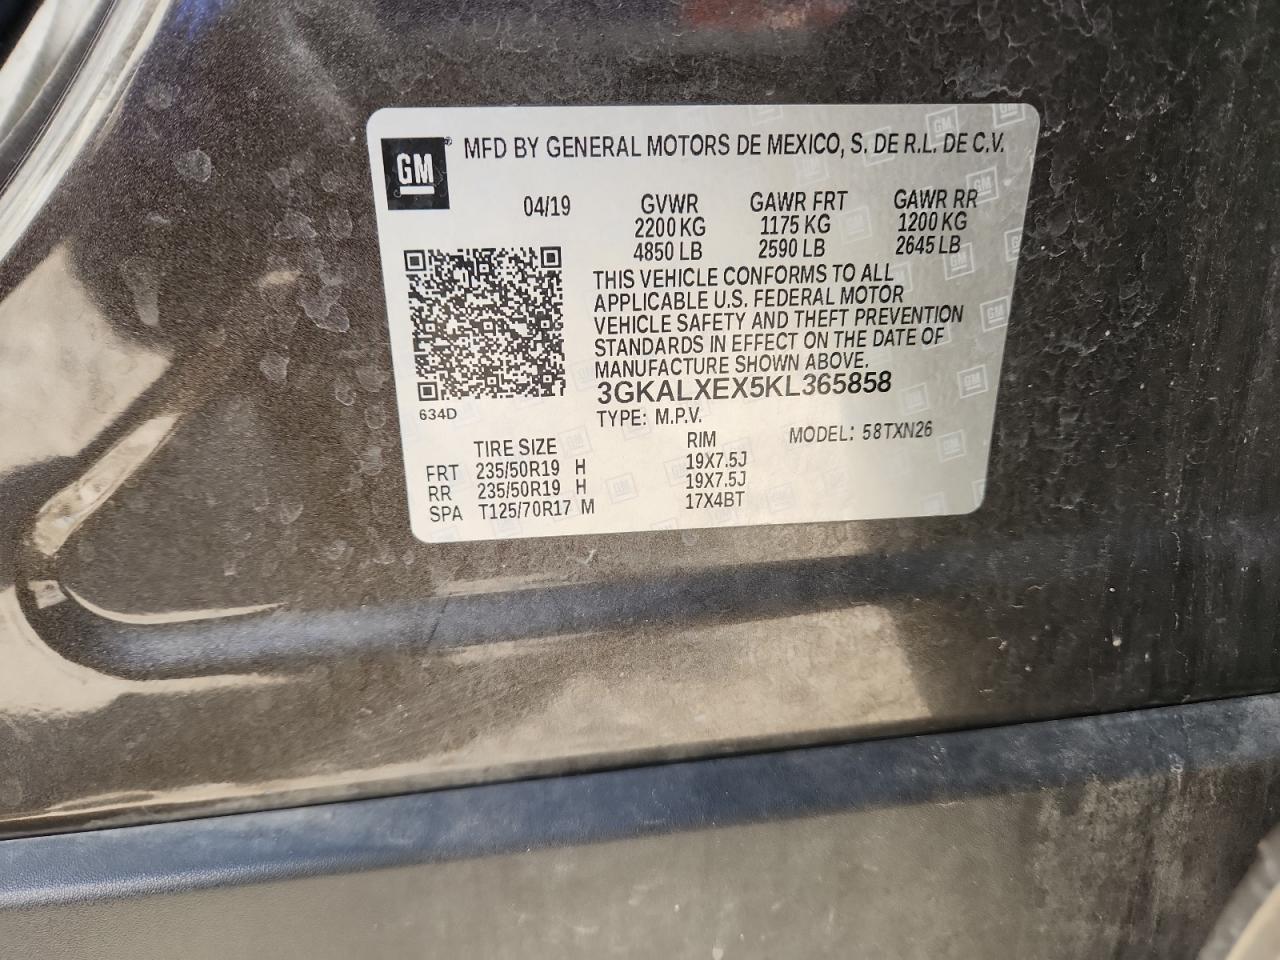 GM ® MFD BY GENERAL MOTORS DE MEXICO, S. DE R.L. DE C.V.
04/19 GVWR GAWR FRT GAWR RR
2200 KG 1175 KG 1200 KG
4850 LB 2590 LB 2645 LB
THIS VEHICLE CONFORMS TO ALL
APPLICABLE U.S. FEDERAL MOTOR
VEHICLE SAFETY AND THEFT PREVENTION
STANDARDS IN EFFECT ON THE DATE OF
MANUFACTURE SHOWN ABOVE.
3GKALXEX5KL365858
634D
TYPE: M.P.V. MODEL: 58TXN26
TIRE SIZE RIM
FRT 235/50R19 H 19X7.5J
RR 235/50R19 H 19X7.5J
SPA T125/70R17 M 17X4BT